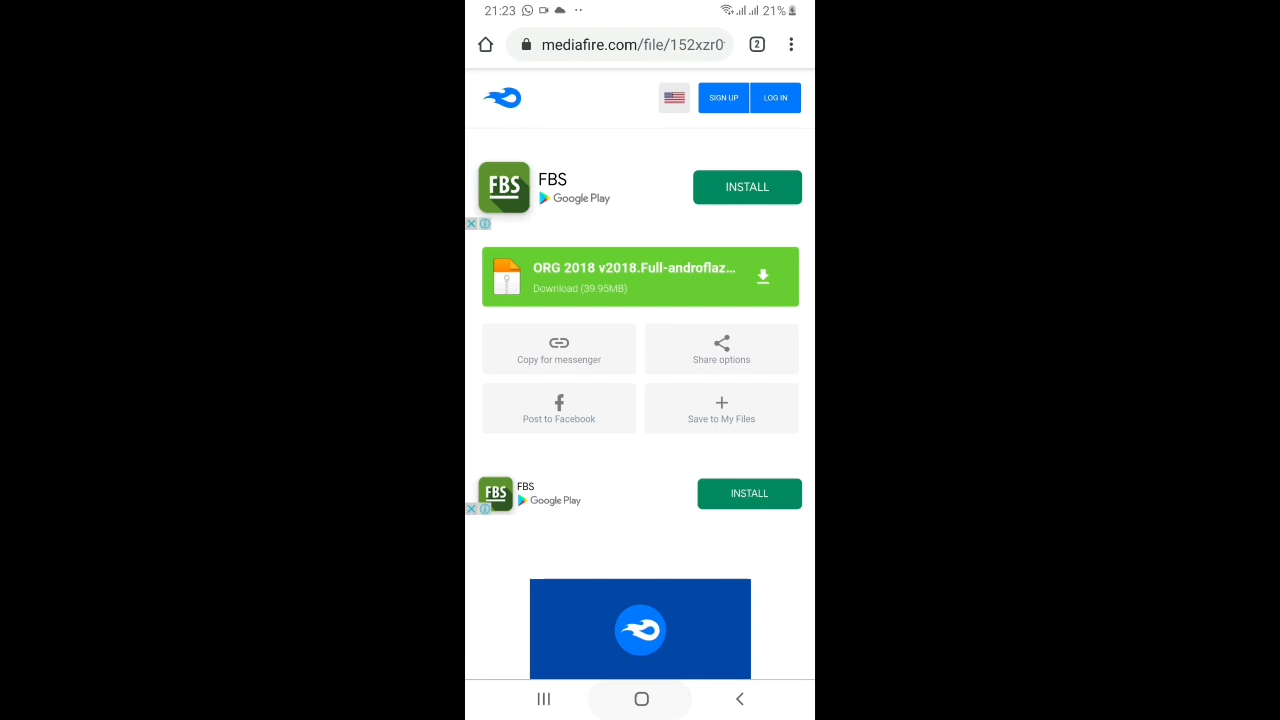 21:23 21%
mediafire.com/file/152xzr0
2
SIGN UP LOG IN
FBS
FBS
Google Play
INSTALL
ORG 2018 v2018.Full-androflaz...
Download (39.95MB)
Copy for messenger
Share options
Post to Facebook
Save to My Files
FBS
FBS
Google Play
INSTALL